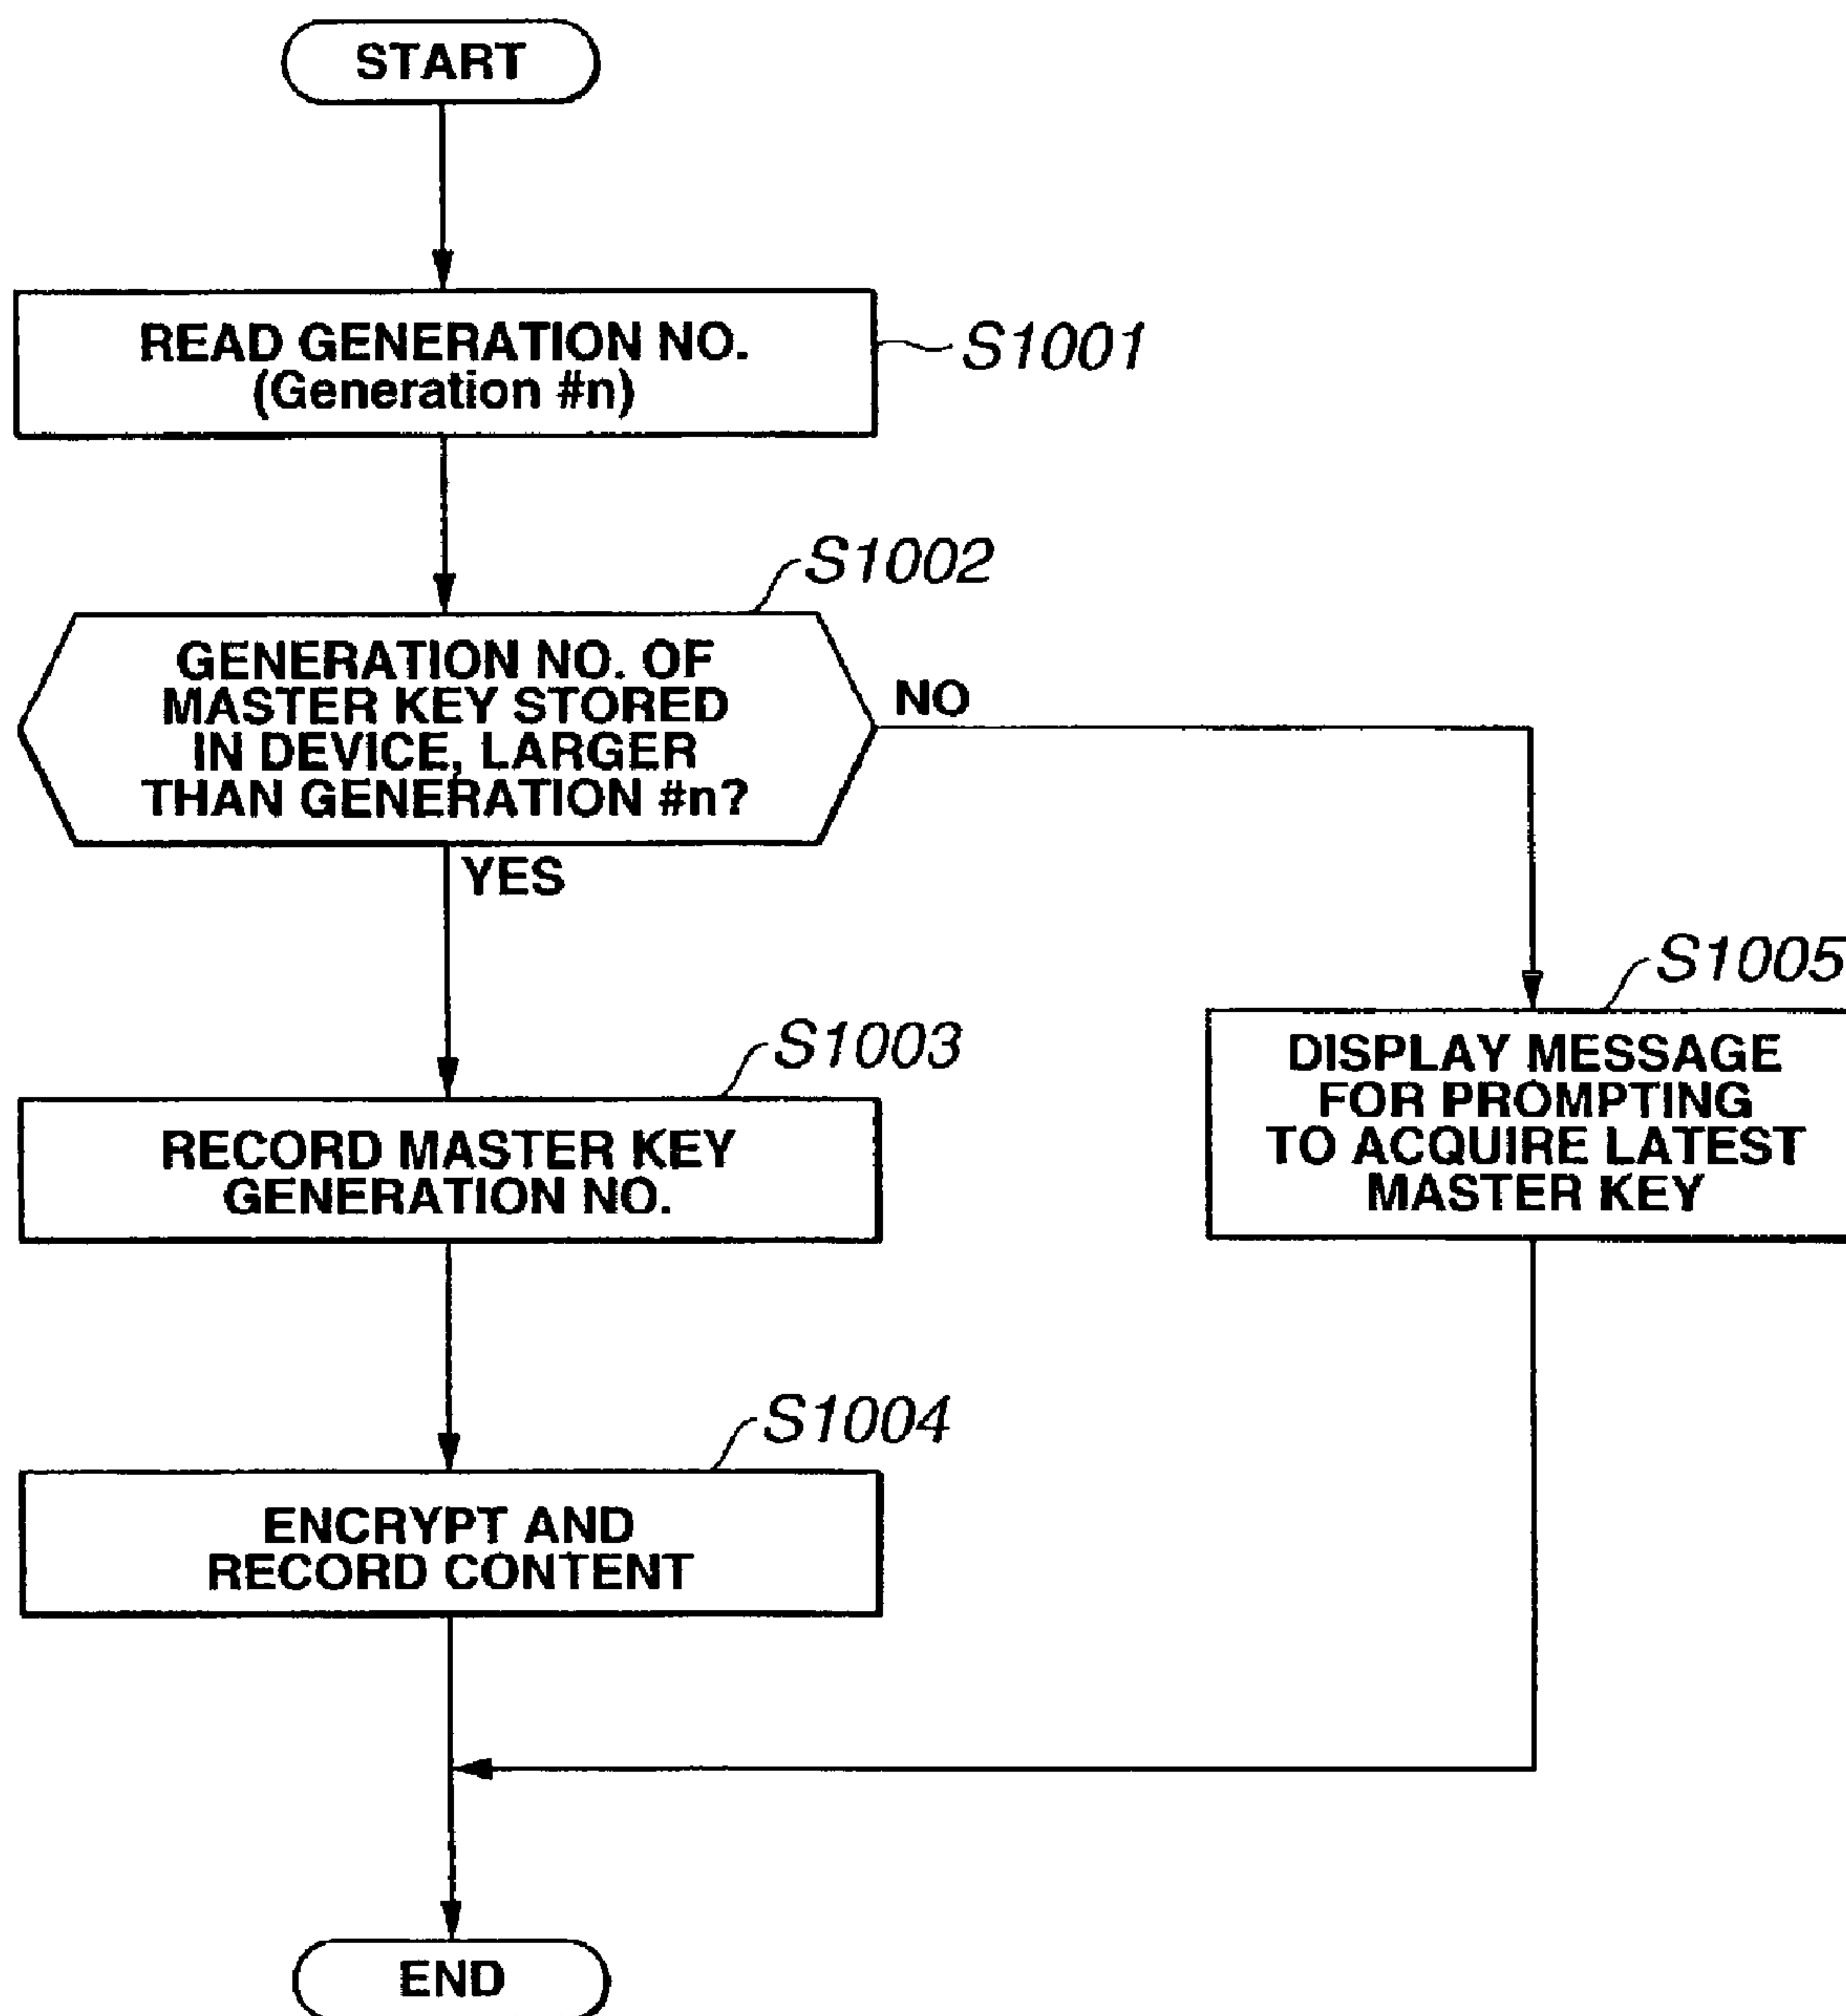 START
READ GENERATION NO.
(Generation #n)
S1001
S1002
GENERATION NO. OF
MASTER KEY STORED
IN DEVICE, LARGER
THAN GENERATION #n?
NO
YES
S1003
RECORD MASTER KEY
GENERATION NO.
S1005
DISPLAY MESSAGE
FOR PROMPTING
TO ACQUIRE LATEST
MASTER KEY
S1004
ENCRYPT AND
RECORD CONTENT
END